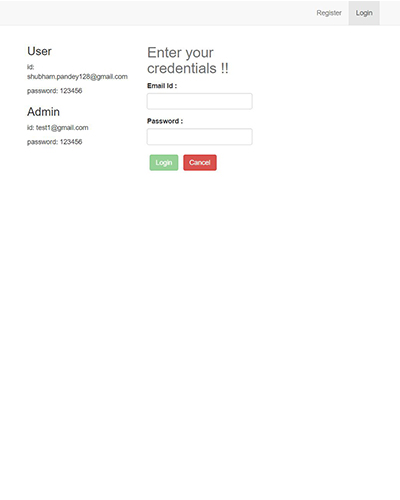 Register Login
User
id:
shubham.pandey128@gmail.com
password: 123456
Admin
id: test1@gmail.com
password: 123456
Enter your
credentials !!
Email Id :
Password :
Login Cancel